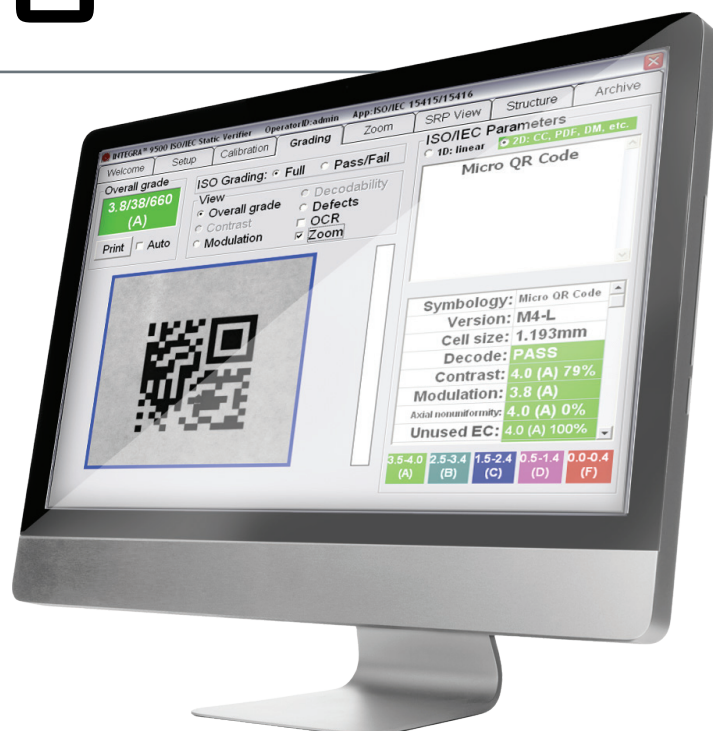 INTEGRA™ 9500 ISO/IEC Static Verifier OperatorID: admin App: ISO/IEC 15415/15416
Welcome Setup Calibration Grading Zoom SRP View Structure Archive
Overall grade
3.8/38/660
(A)
Print Auto
ISO Grading: Full Pass/Fail
View
Overall grade
Contrast
Modulation
Decodability
Defects
OCR
Zoom
ISO/IEC Parameters
1D: linear 2D: CC, PDF, DM, etc.
Micro QR Code
Symbology: Micro QR Code
Version: M4-L
Cell size: 1.193mm
Decode: PASS
Contrast: 4.0 (A) 79%
Modulation: 3.8 (A)
Axial nonuniformity: 4.0 (A) 0%
Unused EC: 4.0 (A) 100%
3.5-4.0 2.5-3.4 1.5-2.4 0.5-1.4 0.0-0.4
(A) (B) (C) (D) (F)